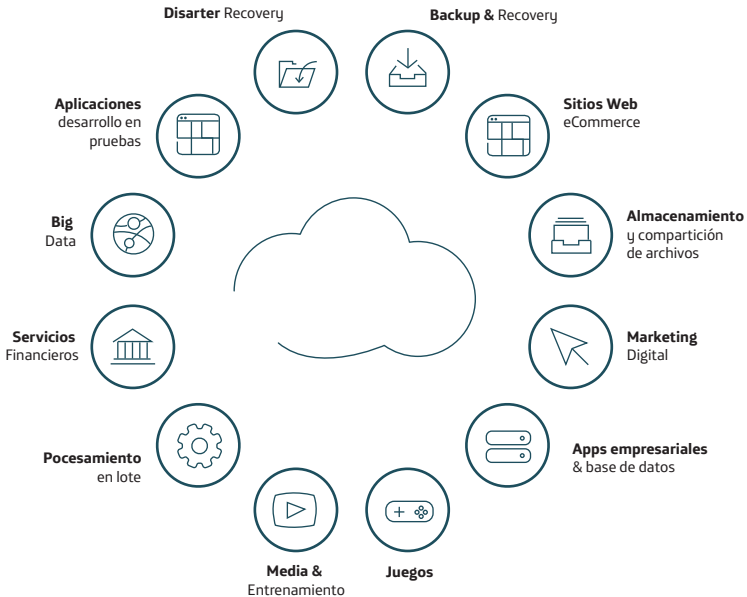 Disarter Recovery
Backup & Recovery
Aplicaciones
desarrollo en
pruebas
Sitios Web
eCommerce
Big
Data
Almacenamiento
y compartición
de archivos
Servicios
Financieros
Marketing
Digital
Pocesamiento
en lote
Apps empresariales
& base de datos
Media &
Entrenamiento
Juegos